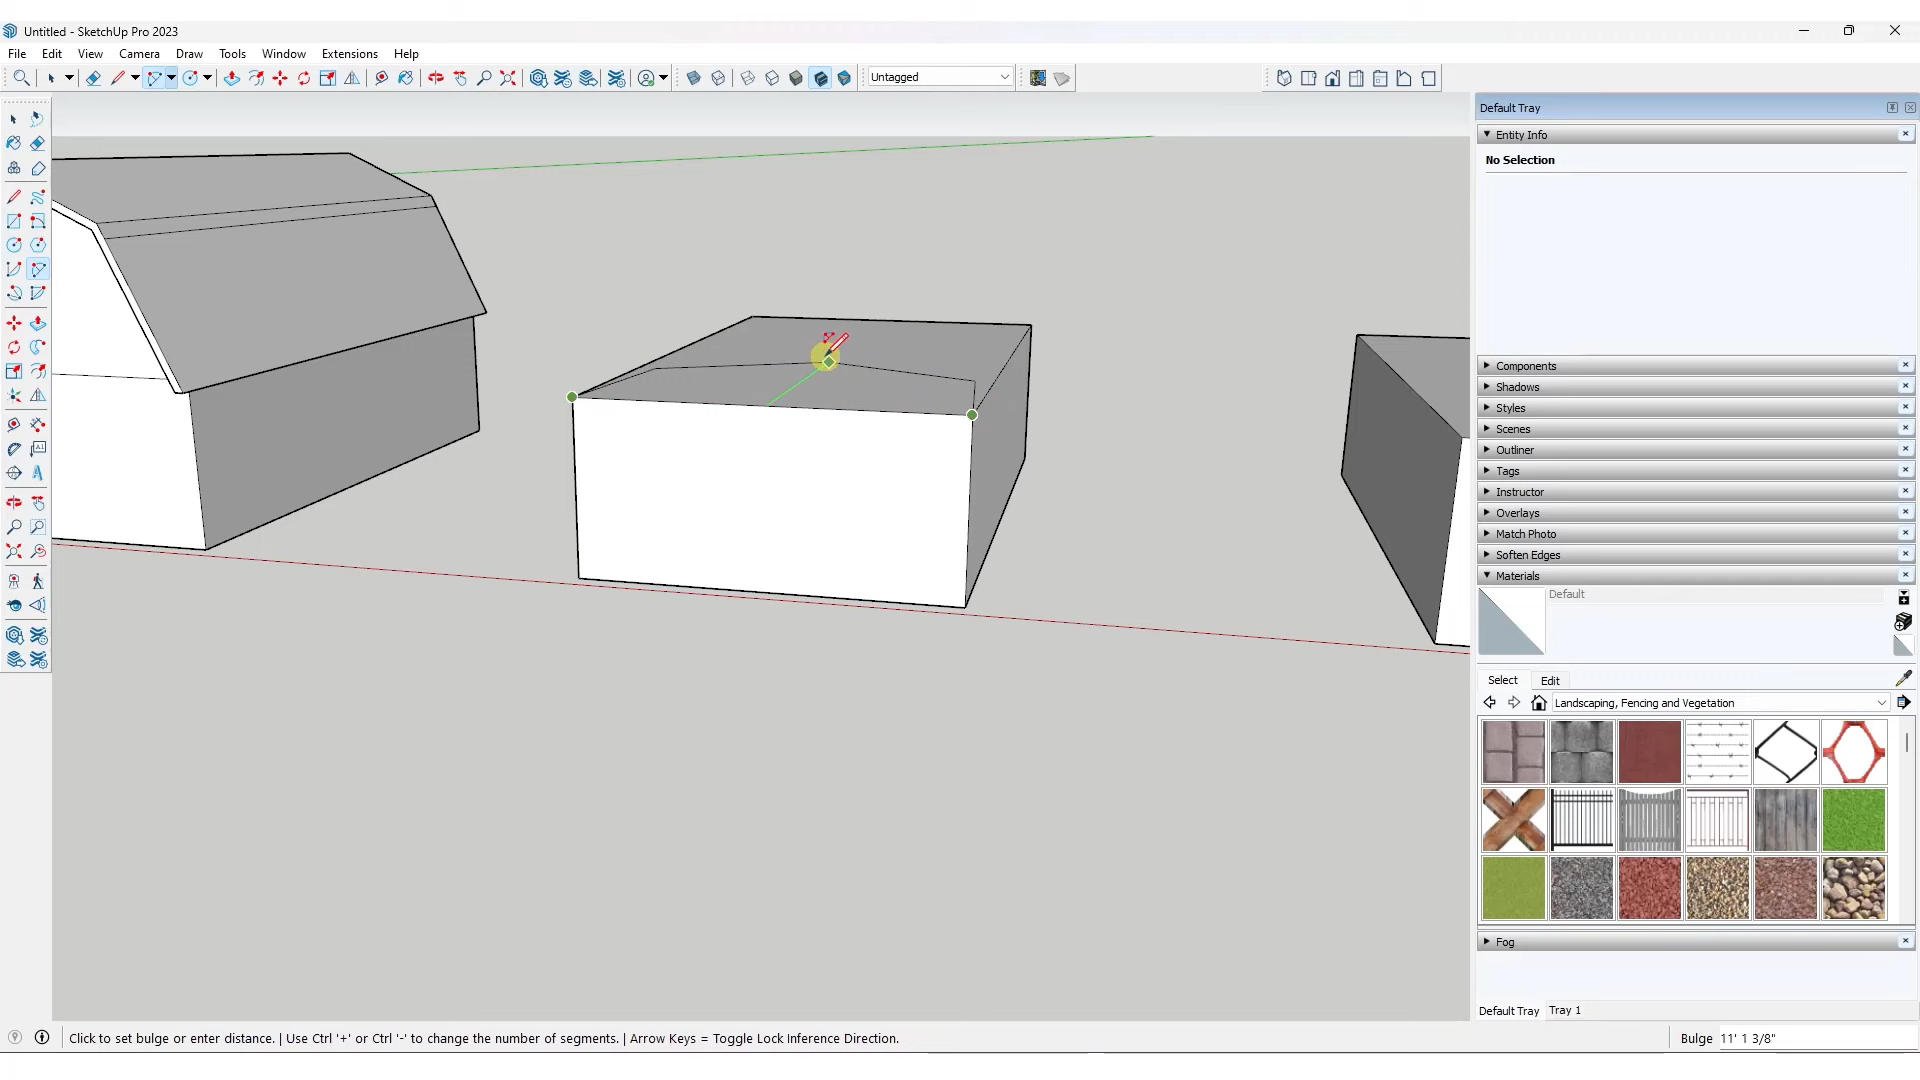 Untitled - SketchUp Pro 2023
File Edit View Camera Draw Tools Window Extensions Help
Untagged
Default Tray
Entity Info
No Selection
Components
Shadows
Styles
Scenes
Outliner
Tags
Instructor
Overlays
Match Photo
Soften Edges
Materials
Default
Select Edit
Landscaping, Fencing and Vegetation
Fog
Default Tray Tray 1
Click to set bulge or enter distance. | Use Ctrl '+' or Ctrl '-' to change the number of segments. | Arrow Keys = Toggle Lock Inference Direction.
Bulge 11' 1 3/8"